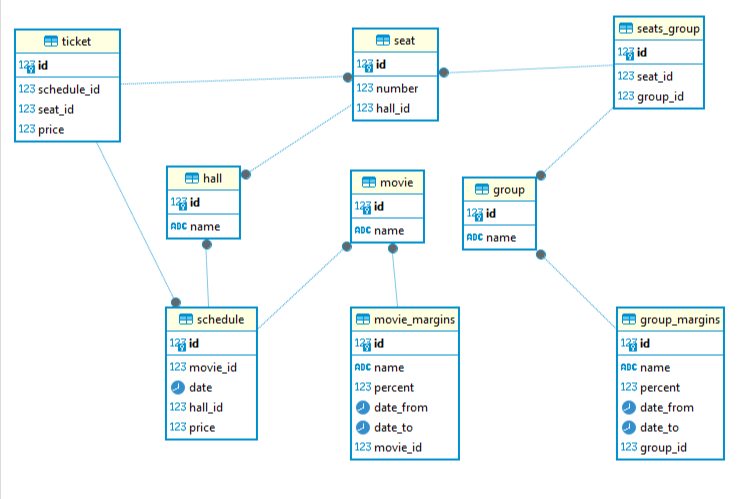 ticket
123 id
123 schedule_id
123 seat_id
123 price
seat
123 id
123 number
123 hall_id
seats_group
123 id
123 seat_id
123 group_id
hall
123 id
ABC name
movie
123 id
ABC name
group
123 id
ABC name
schedule
123 id
123 movie_id
date
123 hall_id
123 price
movie_margins
123 id
ABC name
123 percent
date_from
date_to
123 movie_id
group_margins
123 id
ABC name
123 percent
date_from
date_to
123 group_id